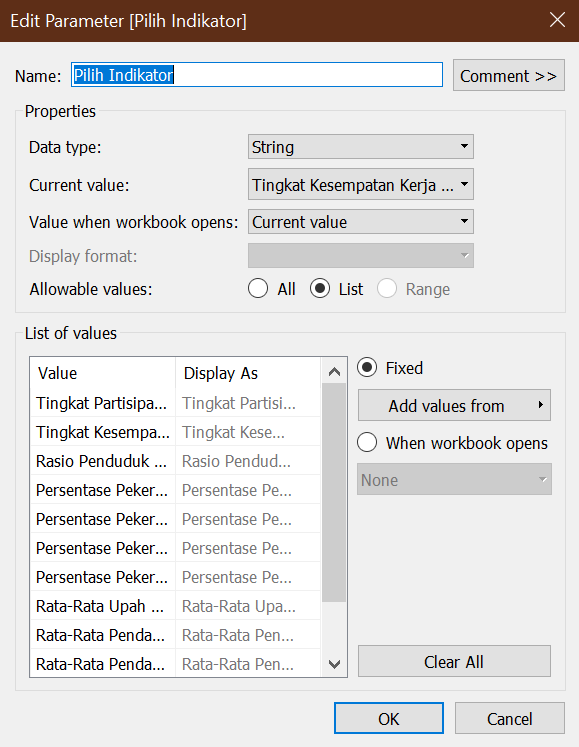 Edit Parameter [Pilih Indikator]
Name: Pilih Indikator Comment >>
Properties
Data type: String
Current value: Tingkat Kesempatan Kerja ...
Value when workbook opens: Current value
Display format:
Allowable values: All List Range
List of values
Value Display As
Tingkat Partisipa... Tingkat Partisi...
Tingkat Kesempa... Tingkat Kese...
Rasio Penduduk ... Rasio Pendud...
Persentase Peker... Persentase Pe...
Persentase Peker... Persentase Pe...
Persentase Peker... Persentase Pe...
Persentase Peker... Persentase Pe...
Rata-Rata Upah ... Rata-Rata Upa...
Rata-Rata Penda... Rata-Rata Pen...
Rata-Rata Penda... Rata-Rata Pen...
Fixed
Add values from
When workbook opens
None
Clear All
OK Cancel